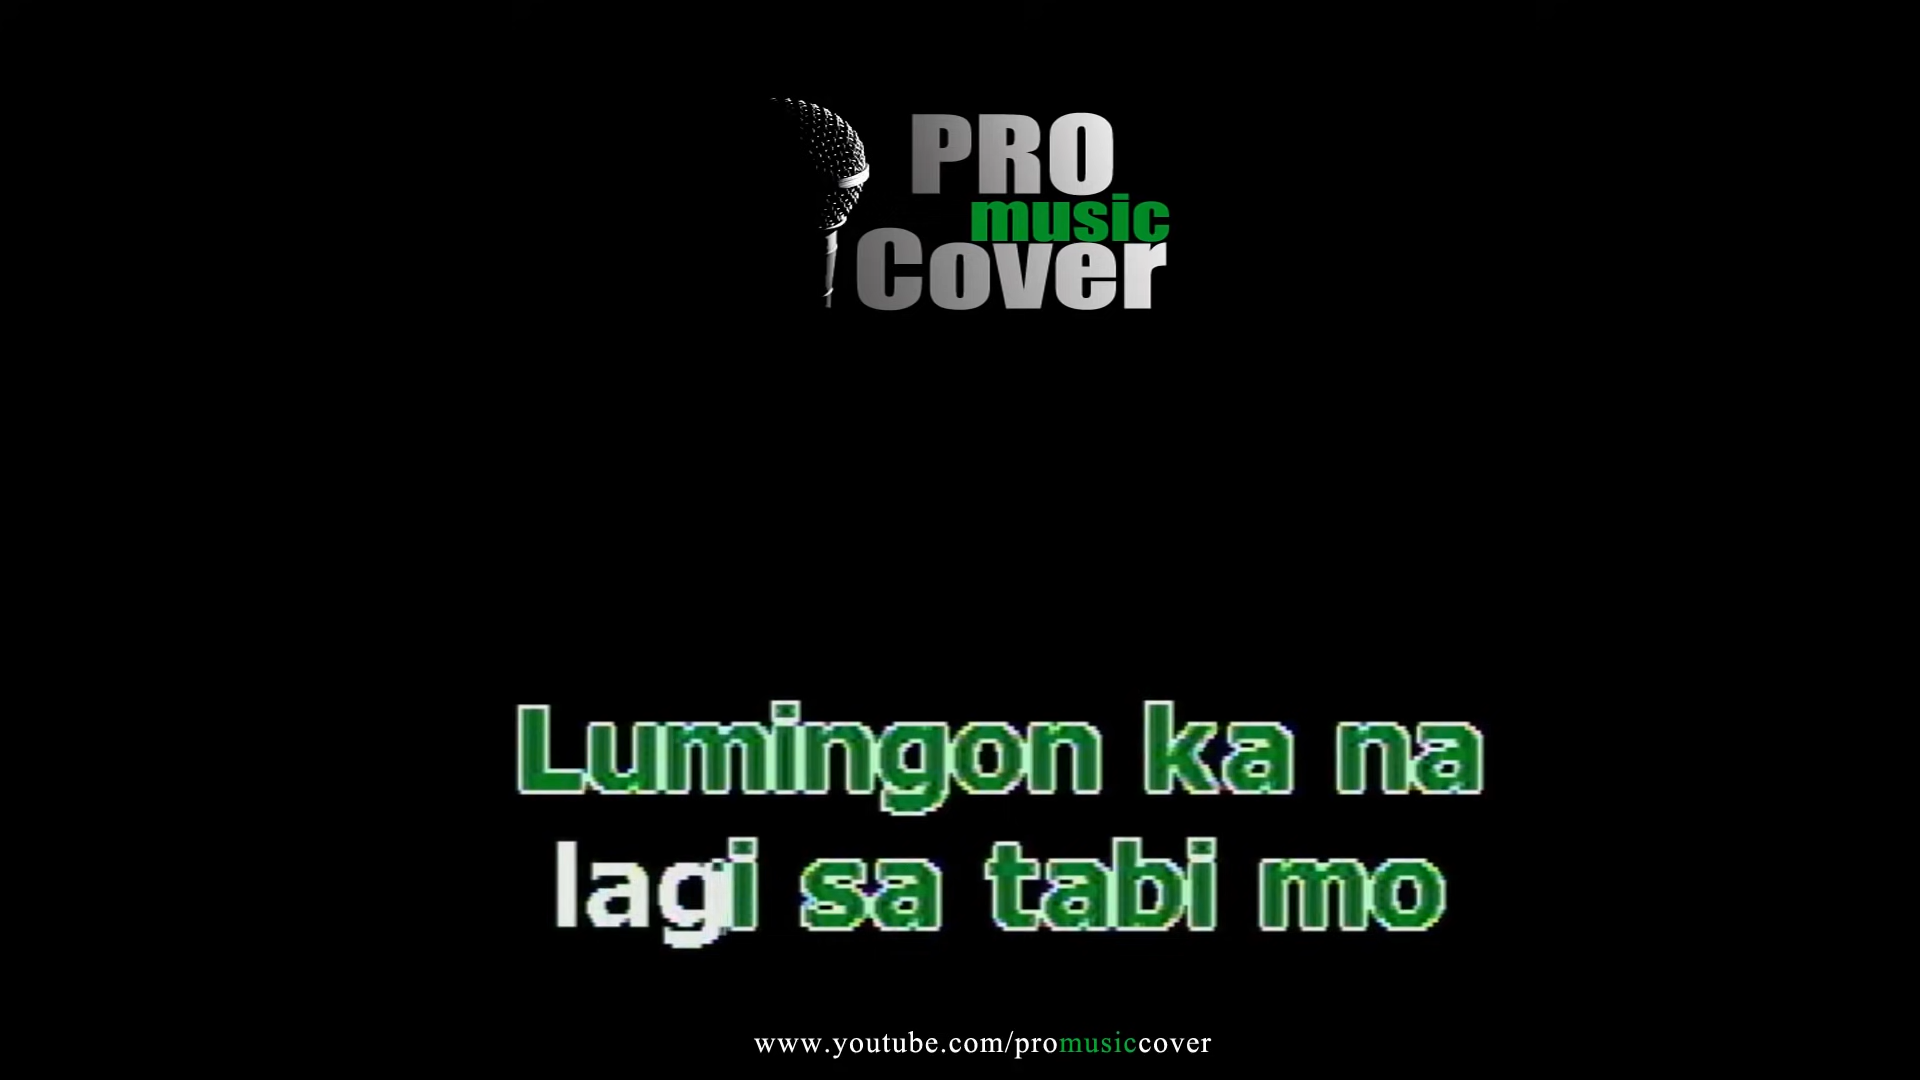 PRO
music
Cover
Lumingon ka na
lagi sa tabi mo
www.youtube.com/promusiccover